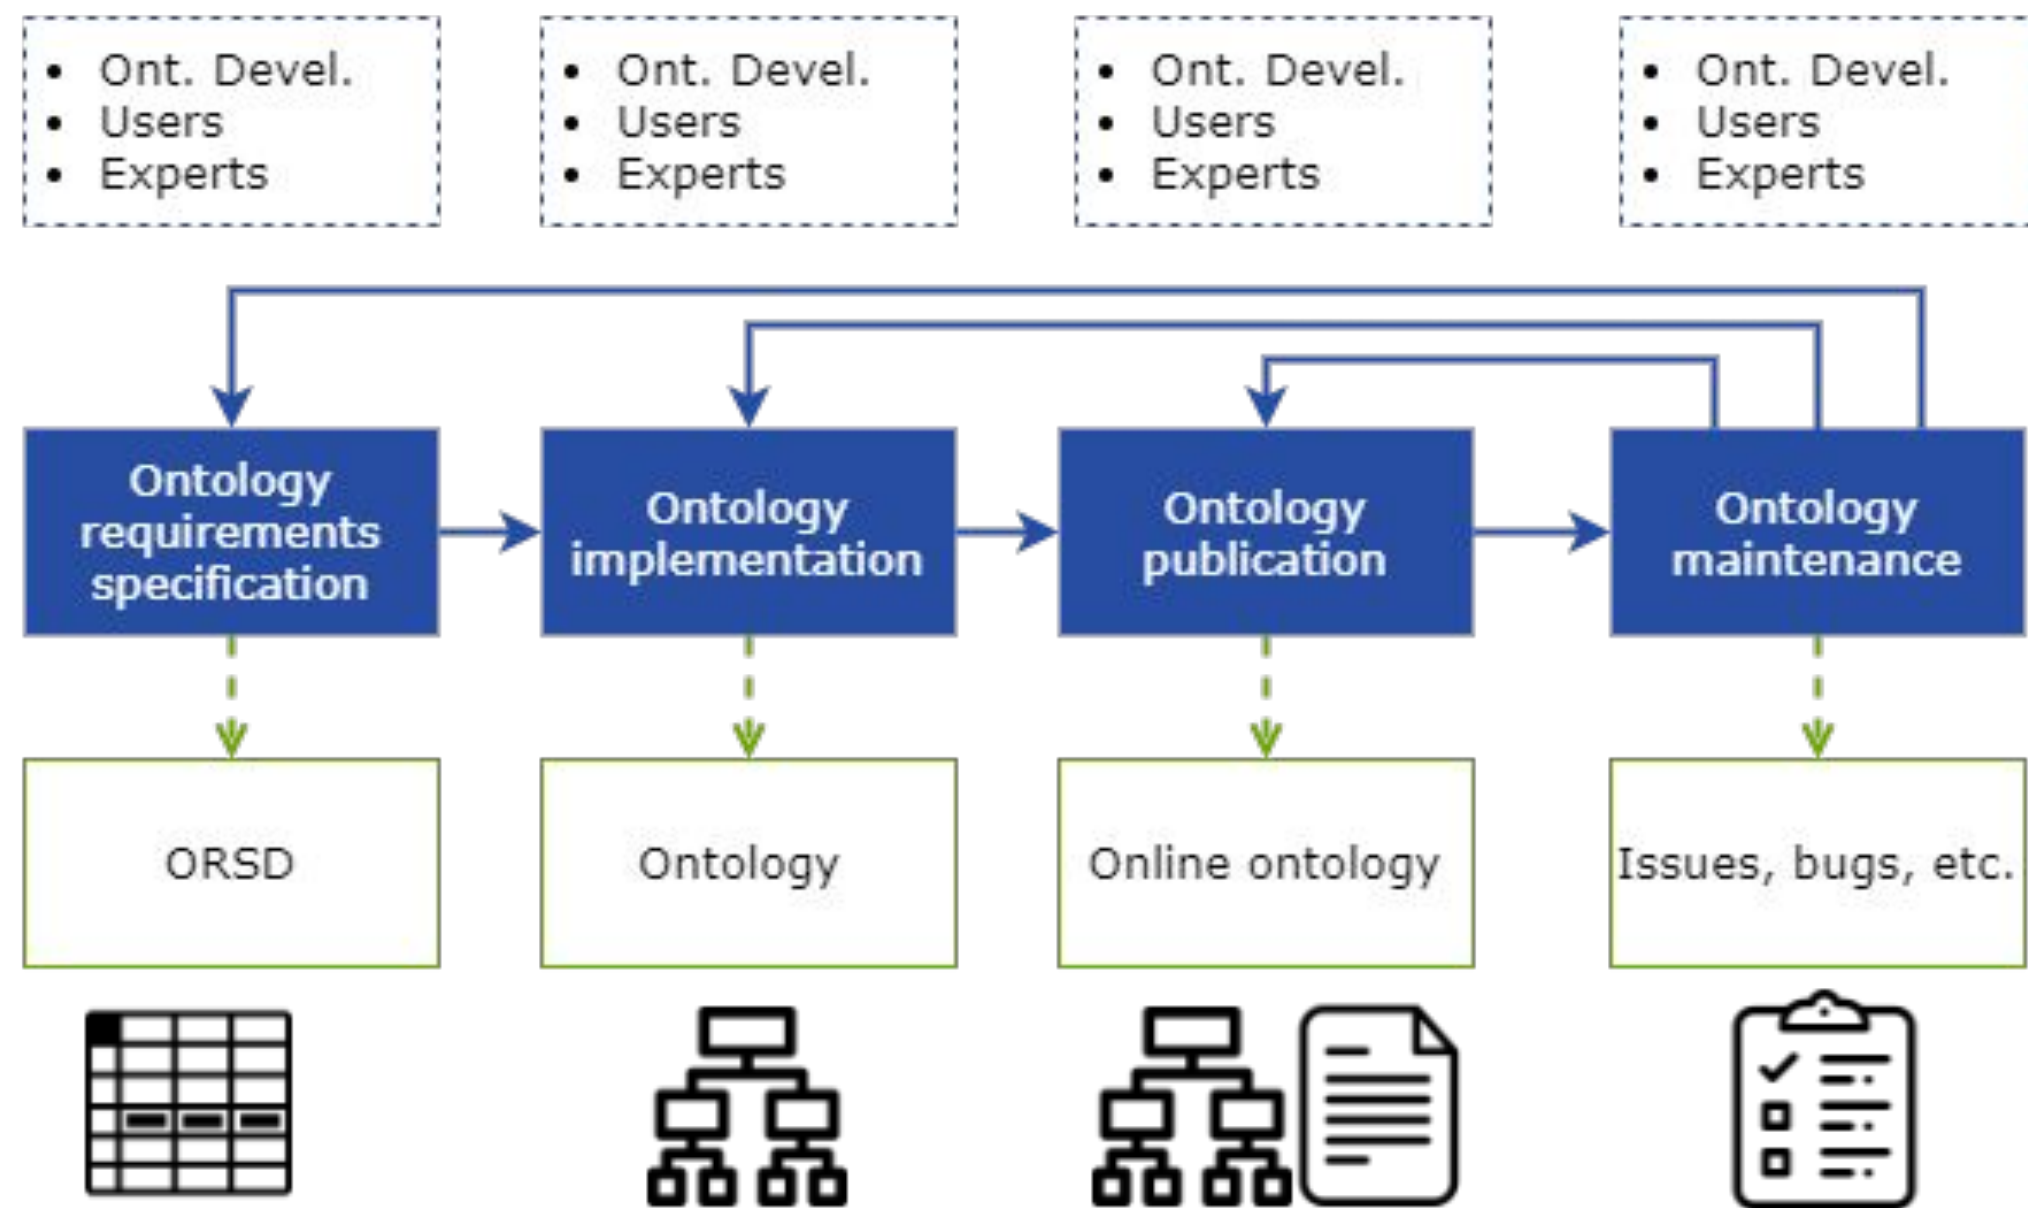 • Ont. Devel.
• Users
• Experts
• Ont. Devel.
• Users
• Experts
• Ont. Devel.
• Users
• Experts
• Ont. Devel.
• Users
• Experts
Ontology
requirements
specification
Ontology
implementation
Ontology
publication
Ontology
maintenance
ORSD
Ontology
Online ontology
Issues, bugs, etc.